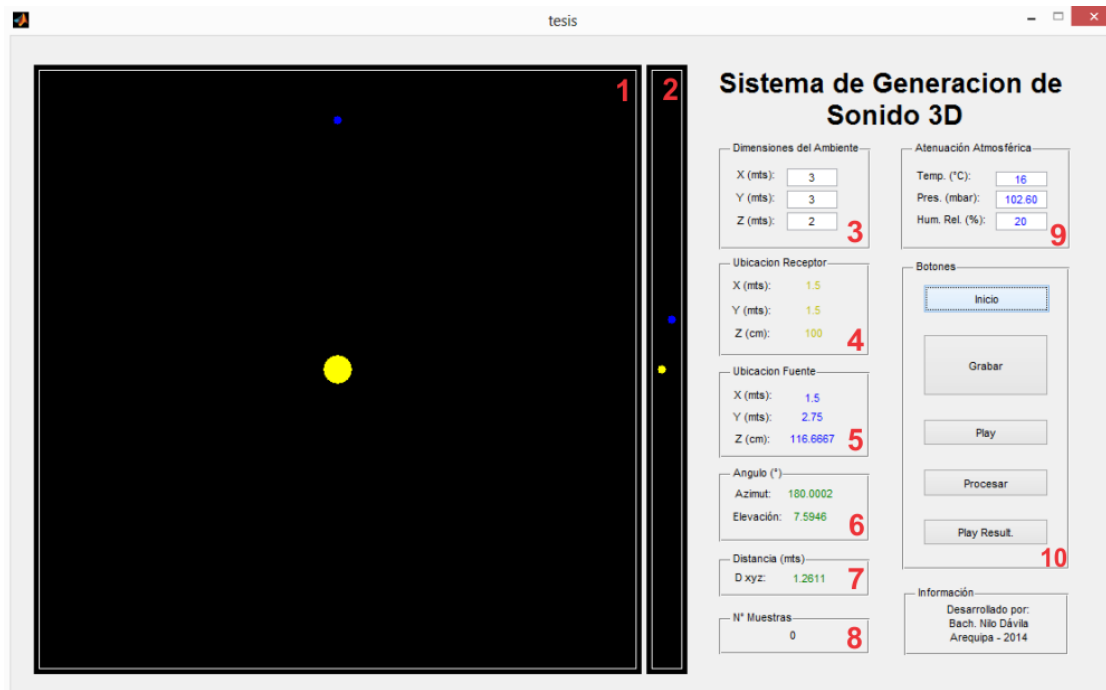 tesis
1
2
Sistema de Generacion de
Sonido 3D
Dimensiones del Ambiente
X (mts): 3
Y (mts): 3
Z (mts): 2
3
Atenuación Atmosférica
Temp. (°C): 16
Pres. (mbar): 102.60
Hum. Rel. (%): 20
9
Ubicacion Receptor
X (mts): 1.5
Y (mts): 1.5
Z (cm): 100
4
Ubicacion Fuente
X (mts): 1.5
Y (mts): 2.75
Z (cm): 116.6667
5
Angulo (°)
Azimut: 180.0002
Elevación: 7.5946
6
Distancia (mts)
D xyz: 1.2611
7
N° Muestras
0
8
Botones
Inicio
Grabar
Play
Procesar
Play Result.
10
Información
Desarrollado por:
Bach. Nilo Dávila
Arequipa - 2014